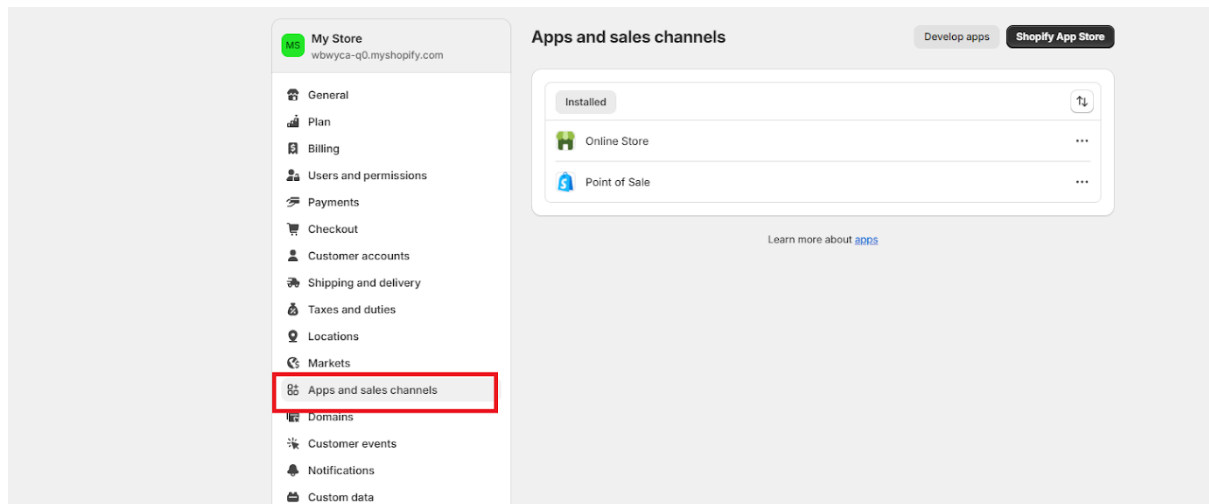 MS
My Store
wbwyca-q0.myshopify.com
General
Plan
Billing
Users and permissions
Payments
Checkout
Customer accounts
Shipping and delivery
Taxes and duties
Locations
Markets
Apps and sales channels
Domains
Customer events
Notifications
Custom data
Apps and sales channels
Develop apps
Shopify App Store
Installed
Online Store
Point of Sale
Learn more about apps